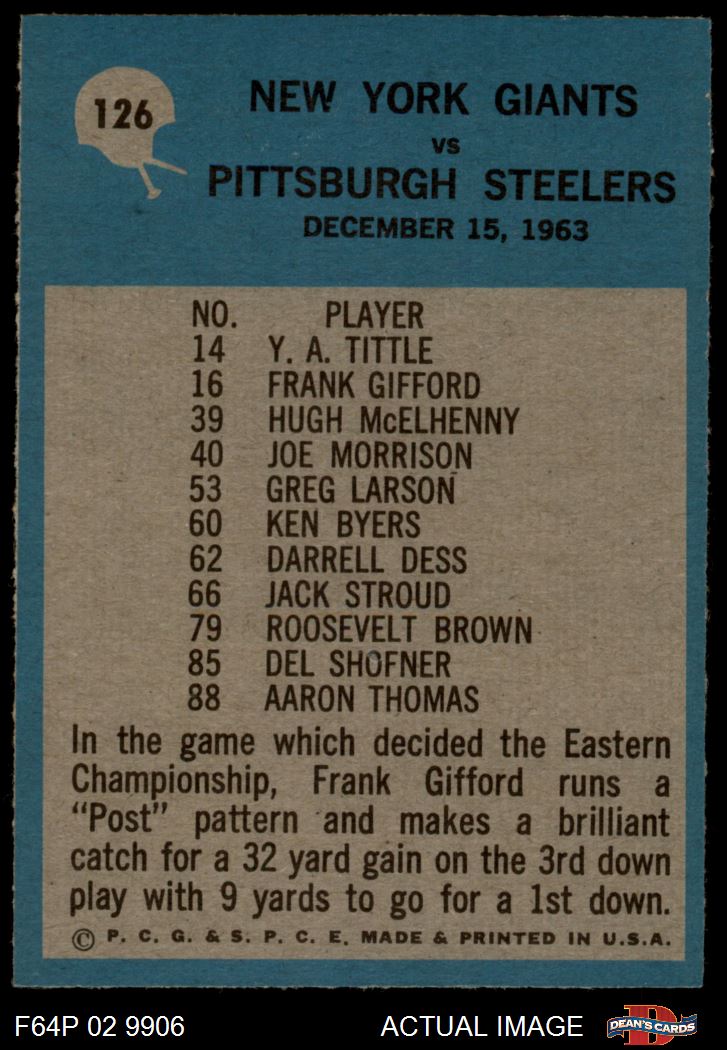 126
NEW YORK GIANTS
VS
PITTSBURGH STEELERS
DECEMBER 15, 1963
NO. PLAYER
14 Y. A. TITTLE
16 FRANK GIFFORD
39 HUGH McELHENNY
40 JOE MORRISON
53 GREG LARSON
60 KEN BYERS
62 DARRELL DESS
66 JACK STROUD
79 ROOSEVELT BROWN
85 DEL SHOFNER
88 AARON THOMAS
In the game which decided the Eastern
Championship, Frank Gifford runs a
“Post” pattern and makes a brilliant
catch for a 32 yard gain on the 3rd down
play with 9 yards to go for a 1st down.
© P. C. G. & S. P. C. E. MADE & PRINTED IN U.S.A.
F64P 02 9906 ACTUAL IMAGE D DEAN'S CARDS